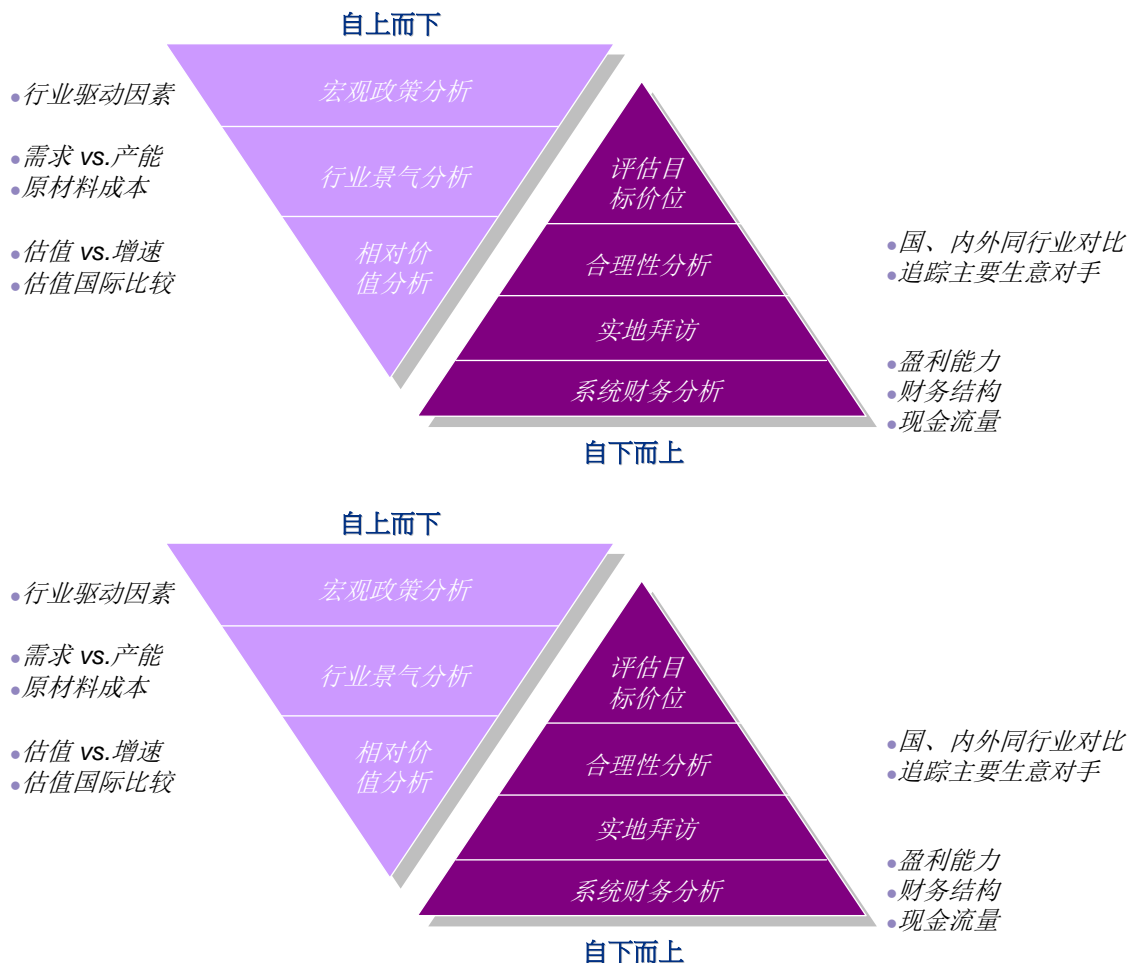 自上而下
宏观政策分析
•行业驱动因素
•需求 vs.产能
•原材料成本
行业景气分析
评估目
标价位
•估值 vs.增速
•估值国际比较
相对价
值分析
合理性分析
•国、内外同行业对比
•追踪主要生意对手
实地拜访
系统财务分析
•盈利能力
•财务结构
•现金流量
自下而上
自上而下
宏观政策分析
•行业驱动因素
•需求 vs.产能
•原材料成本
行业景气分析
评估目
标价位
•估值 vs.增速
•估值国际比较
相对价
值分析
合理性分析
•国、内外同行业对比
•追踪主要生意对手
实地拜访
系统财务分析
•盈利能力
•财务结构
•现金流量
自下而上